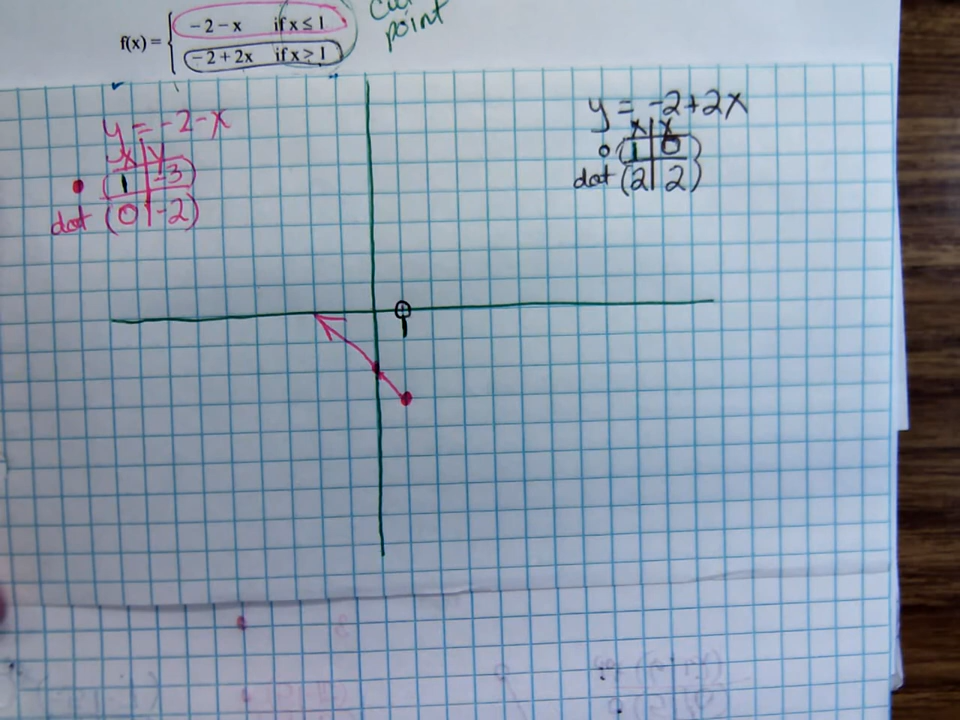 f(x) = { -2 - x if x ≤ 1
-2 + 2x if x > 1
point
y = -2-x
x | y
(1 | -3)
dot (0 | -2)
y = -2+2x
x | x
o (1 | 0)
dot (2 | 2)
1